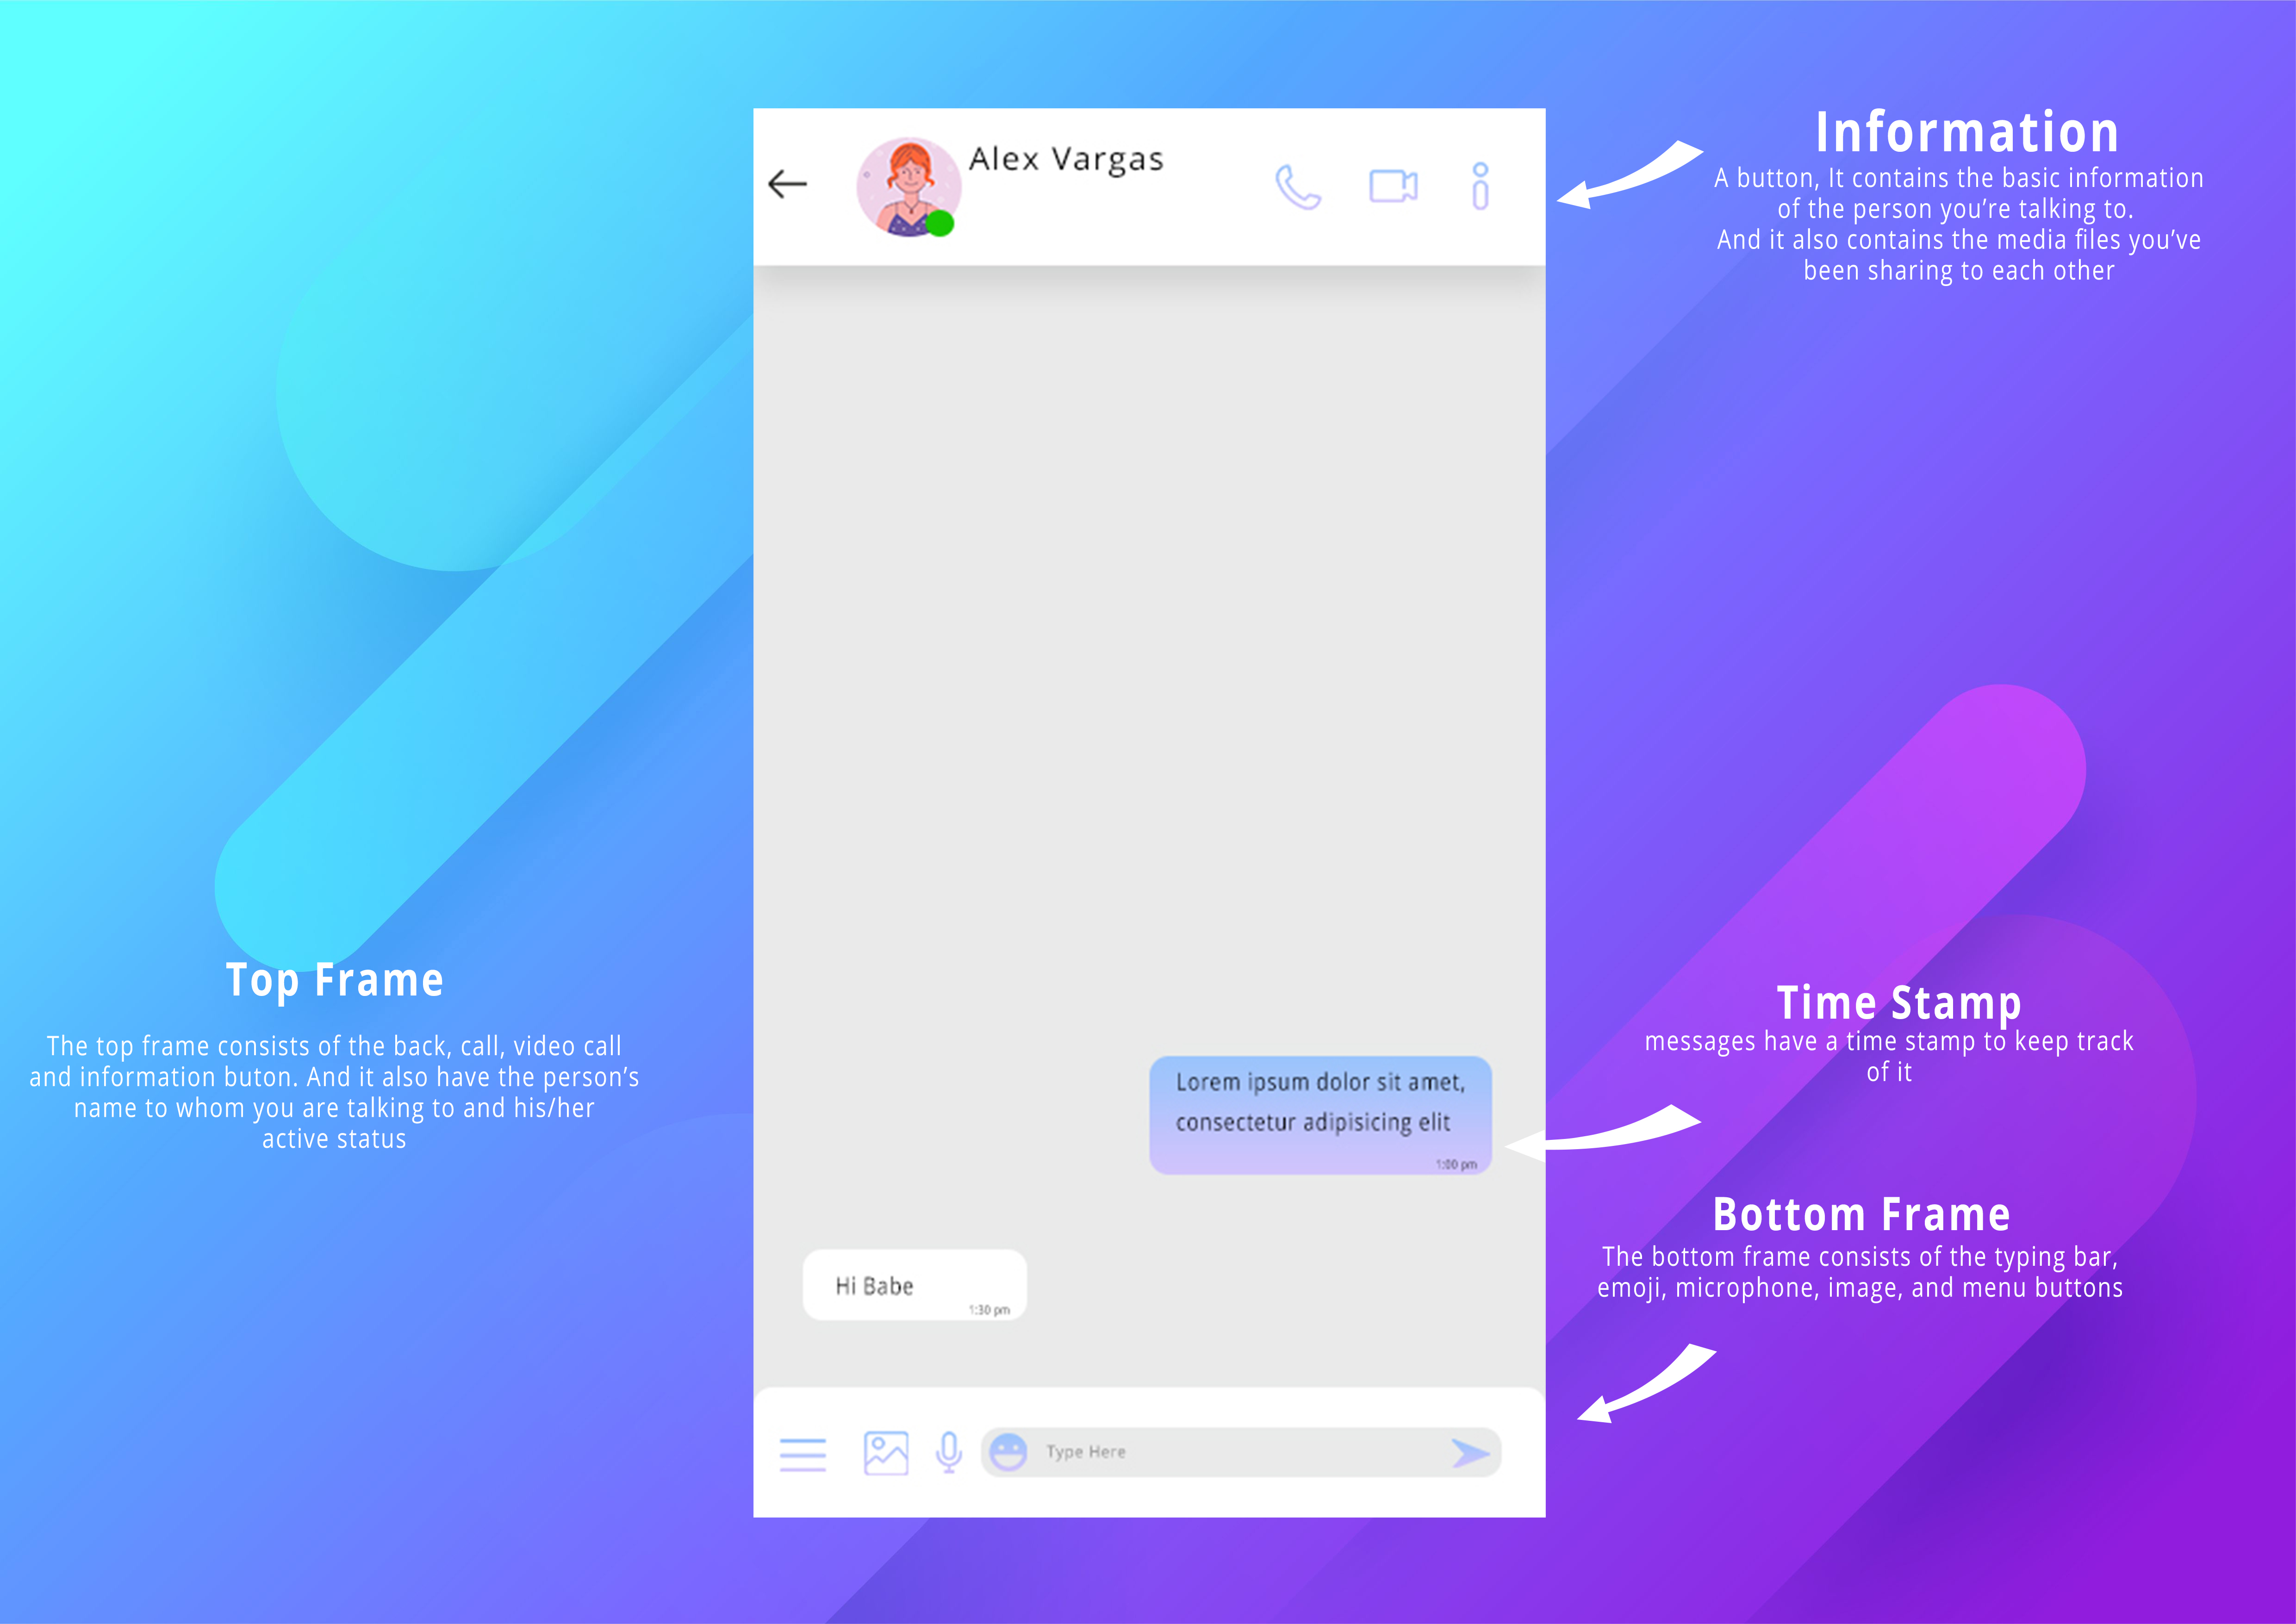 Alex Vargas
Information
A button, It contains the basic information
of the person you’re talking to.
And it also contains the media files you’ve
been sharing to each other
Top Frame
The top frame consists of the back, call, video call
and information buton. And it also have the person’s
name to whom you are talking to and his/her
active status
Time Stamp
messages have a time stamp to keep track
of it
Lorem ipsum dolor sit amet,
consectetur adipisicing elit
1:00 pm
Bottom Frame
The bottom frame consists of the typing bar,
emoji, microphone, image, and menu buttons
Hi Babe
1:30 pm
Type Here